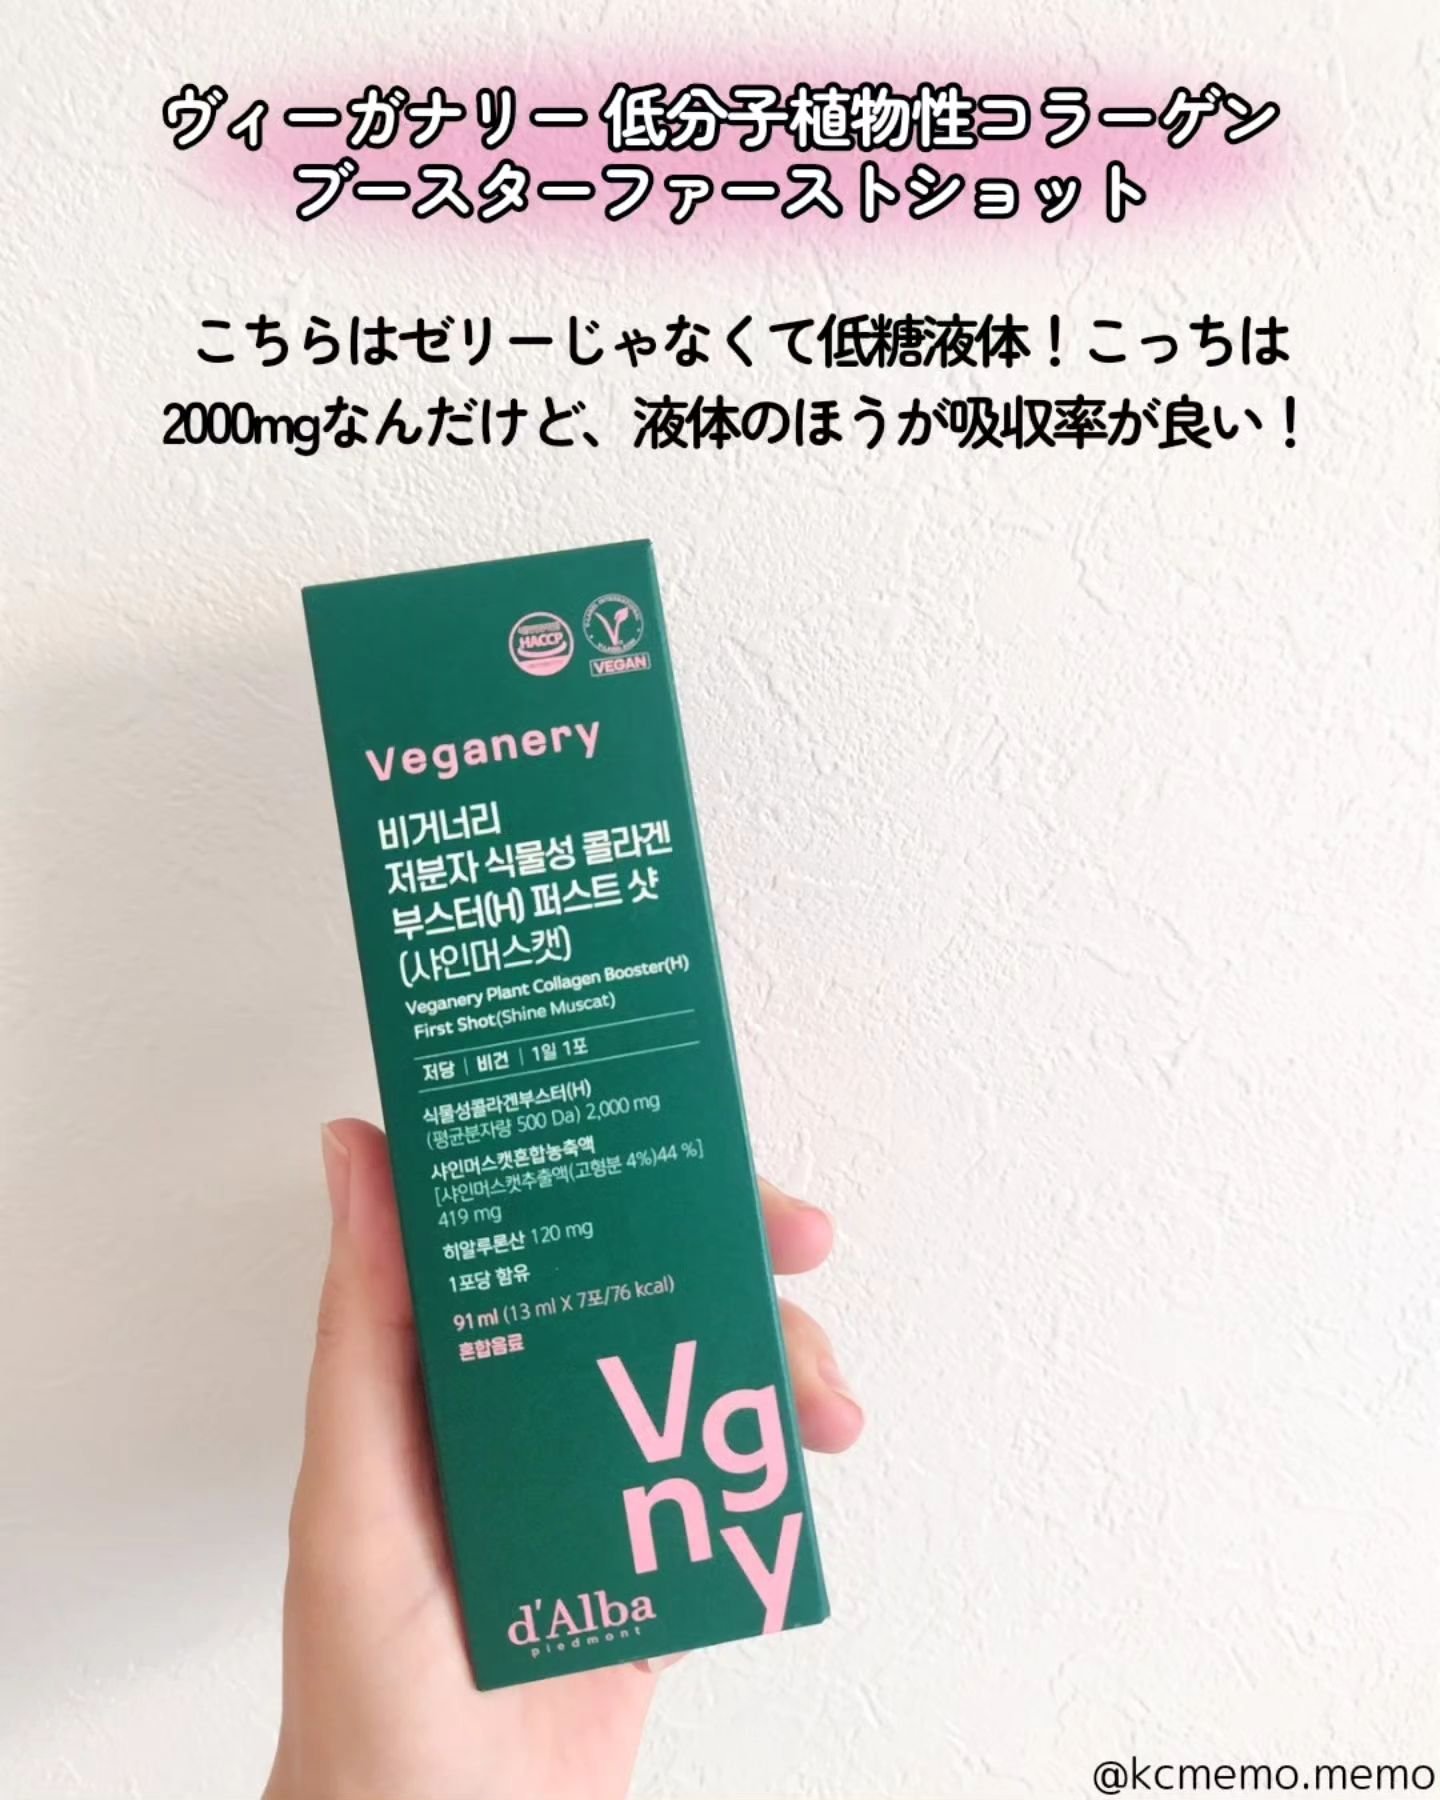 ヴィーガナリー 低分子植物性コラーゲン
ブースターファーストショット
こちらはゼリーじゃなくて低糖液体！こっちは
2000mgなんだけど、液体のほうが吸収率が良い！
HACCP
VEGAN
Veganery
비거너리
저분자 식물성 콜라겐
부스터(H) 퍼스트 샷
(샤인머스캣)
Veganery Plant Collagen Booster(H)
First Shot(Shine Muscat)
저당 | 비건 | 1일 1포
식물성콜라겐부스터(H)
(평균분자량 500 Da) 2,000 mg
샤인머스캣혼합농축액
[샤인머스캣추출액(고형분 4%)44 %]
419 mg
히알루론산 120 mg
1포당 함유
91 ml (13 ml X 7포/76 kcal)
혼합음료
Vg
ny
d'Alba
piedmont
@kcmemo.memo